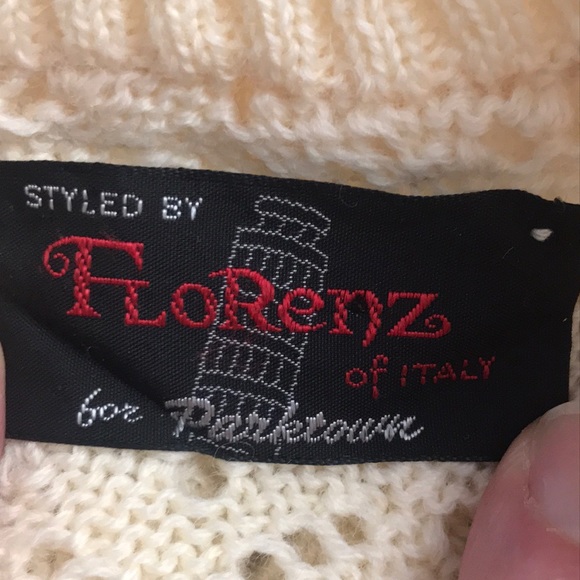 STYLED BY
FLORENZ
of ITALY
for Parktown